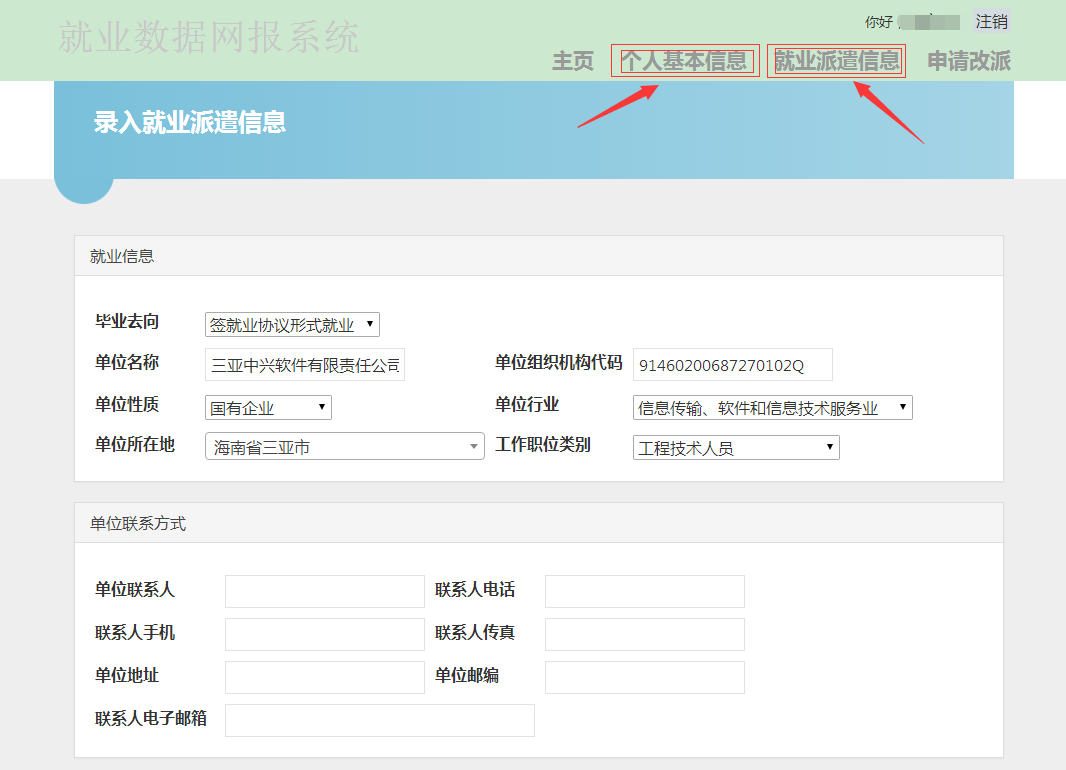 你好
注销
就业数据网报系统
主页 个人基本信息 就业派遣信息 申请改派
录入就业派遣信息
就业信息
毕业去向 签就业协议形式就业
单位名称 三亚中兴软件有限责任公司 单位组织机构代码 91460200687270102Q
单位性质 国有企业 单位行业 信息传输、软件和信息技术服务业
单位所在地 海南省三亚市 工作职位类别 工程技术人员
单位联系方式
单位联系人 联系人电话
联系人手机 联系人传真
单位地址 单位邮编
联系人电子邮箱